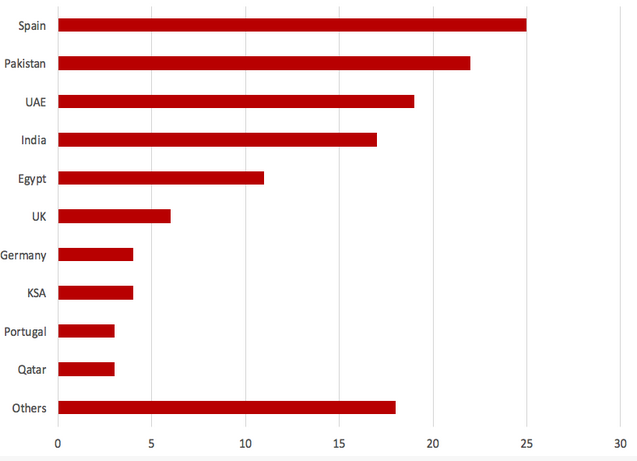 Spain
Pakistan
UAE
India
Egypt
UK
Germany
KSA
Portugal
Qatar
Others
0 5 10 15 20 25 30